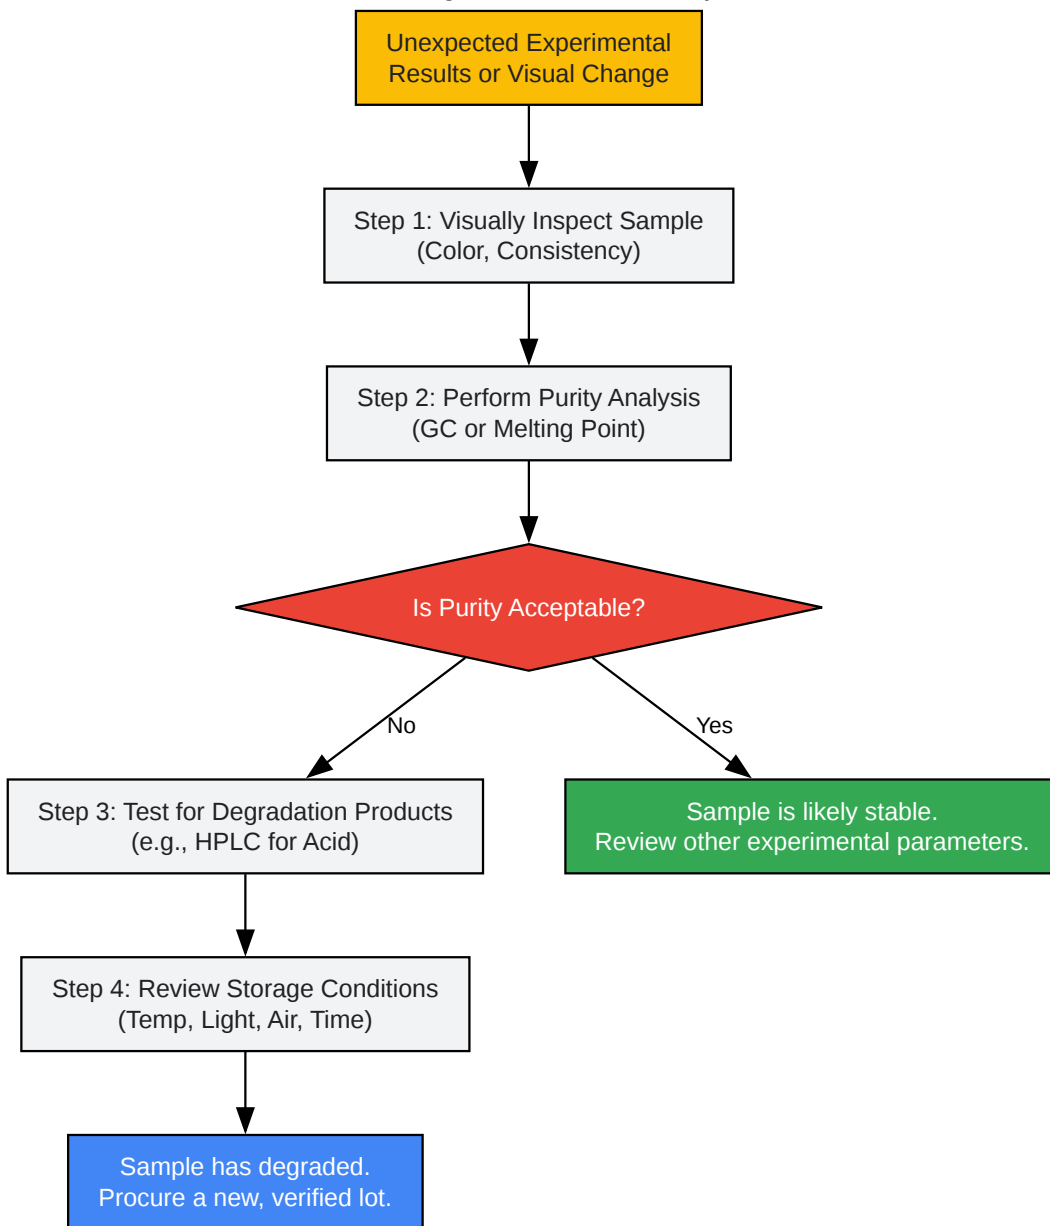 Unexpected Experimental
Results or Visual Change
Step 1: Visually Inspect Sample
(Color, Consistency)
Step 2: Perform Purity Analysis
(GC or Melting Point)
Is Purity Acceptable?
No
Yes
Step 3: Test for Degradation Products
(e.g., HPLC for Acid)
Sample is likely stable.
Review other experimental parameters.
Step 4: Review Storage Conditions
(Temp, Light, Air, Time)
Sample has degraded.
Procure a new, verified lot.